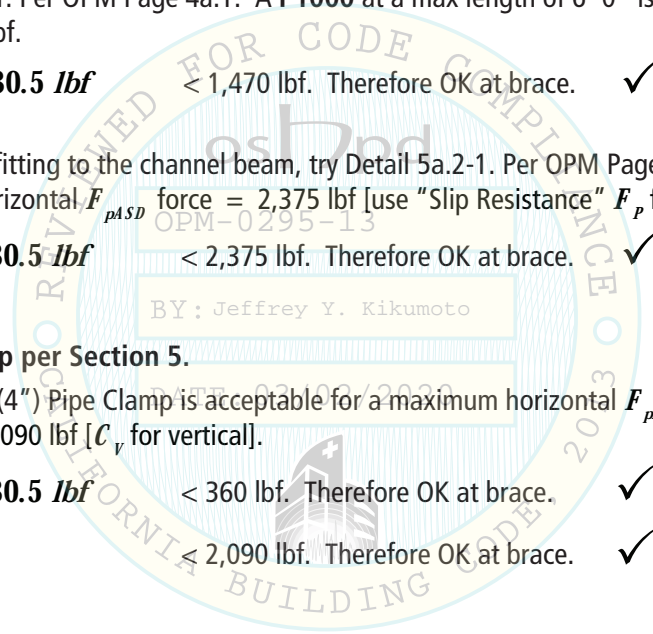 Per OPM Page 4a.1. A P1000 at a max length of 6'-0" is
bf.
30.5 lbf < 1,470 lbf. Therefore OK at brace. ✓
fitting to the channel beam, try Detail 5a.2-1. Per OPM Page
rizontal F pASD force = 2,375 lbf [use "Slip Resistance" F p f
30.5 lbf < 2,375 lbf. Therefore OK at brace. ✓
p per Section 5.
(4") Pipe Clamp is acceptable for a maximum horizontal F p
,090 lbf [C V for vertical].
30.5 lbf < 360 lbf. Therefore OK at brace. ✓
< 2,090 lbf. Therefore OK at brace. ✓
REVIEWED FOR CODE COMPLIANCE
oshpd
OPM-0295-13
BY: Jeffrey Y. Kikumoto
CALIFORNIA BUILDING CODE, 2013